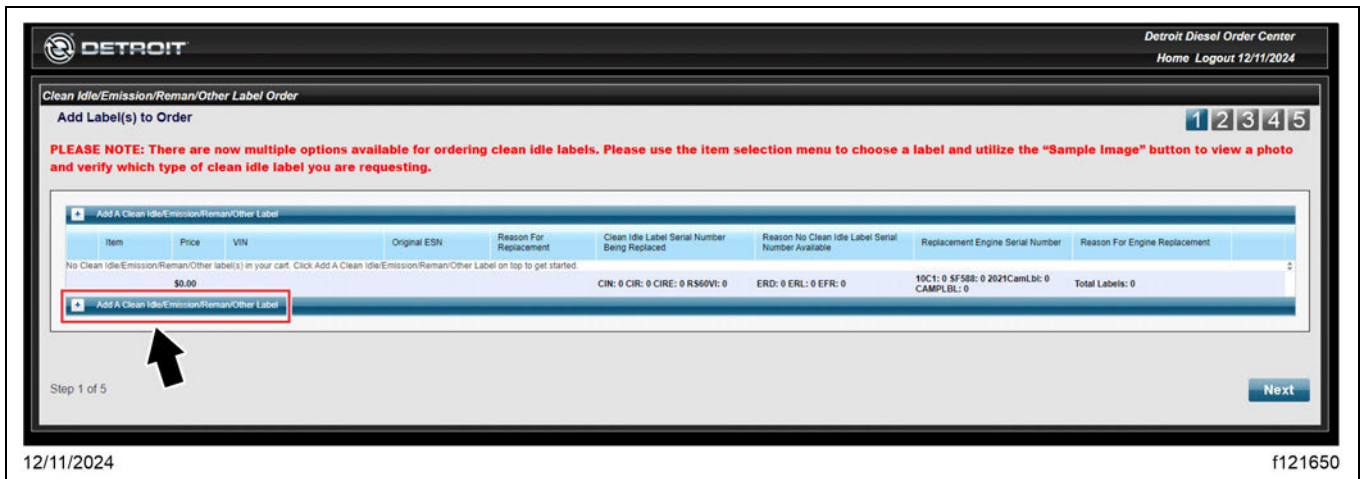 DETROIT
Detroit Diesel Order Center
Home Logout 12/11/2024
Clean Idle/Emission/Reman/Other Label Order
Add Label(s) to Order
1 2 3 4 5
PLEASE NOTE: There are now multiple options available for ordering clean idle labels. Please use the item selection menu to choose a label and utilize the “Sample Image” button to view a photo
and verify which type of clean idle label you are requesting.
+ Add A Clean Idle/Emission/Reman/Other Label
Item Price VIN Original ESN Reason For Replacement Clean Idle Label Serial Number Being Replaced Reason No Clean Idle Label Serial Number Available Replacement Engine Serial Number Reason For Engine Replacement
No Clean Idle/Emission/Reman/Other label(s) in your cart. Click Add A Clean Idle/Emission/Reman/Other Label on top to get started.
$0.00 CIN: 0 CIR: 0 CIRE: 0 RS60VI: 0 ERD: 0 ERL: 0 EFR: 0 10C1: 0 SF588: 0 2021CamLbl: 0 CAMPLBL: 0 Total Labels: 0
+ Add A Clean Idle/Emission/Reman/Other Label
Step 1 of 5
Next
12/11/2024
f121650